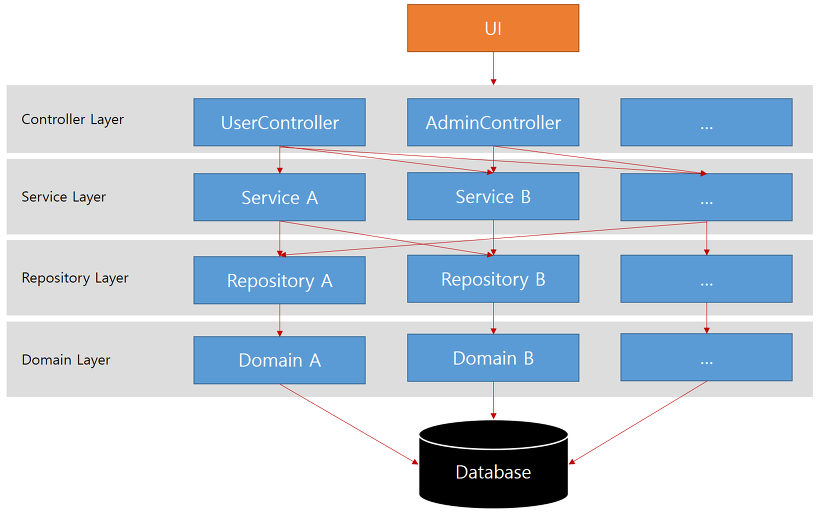 UI
Controller Layer
UserController
AdminController
...
Service Layer
Service A
Service B
...
Repository Layer
Repository A
Repository B
...
Domain Layer
Domain A
Domain B
...
Database